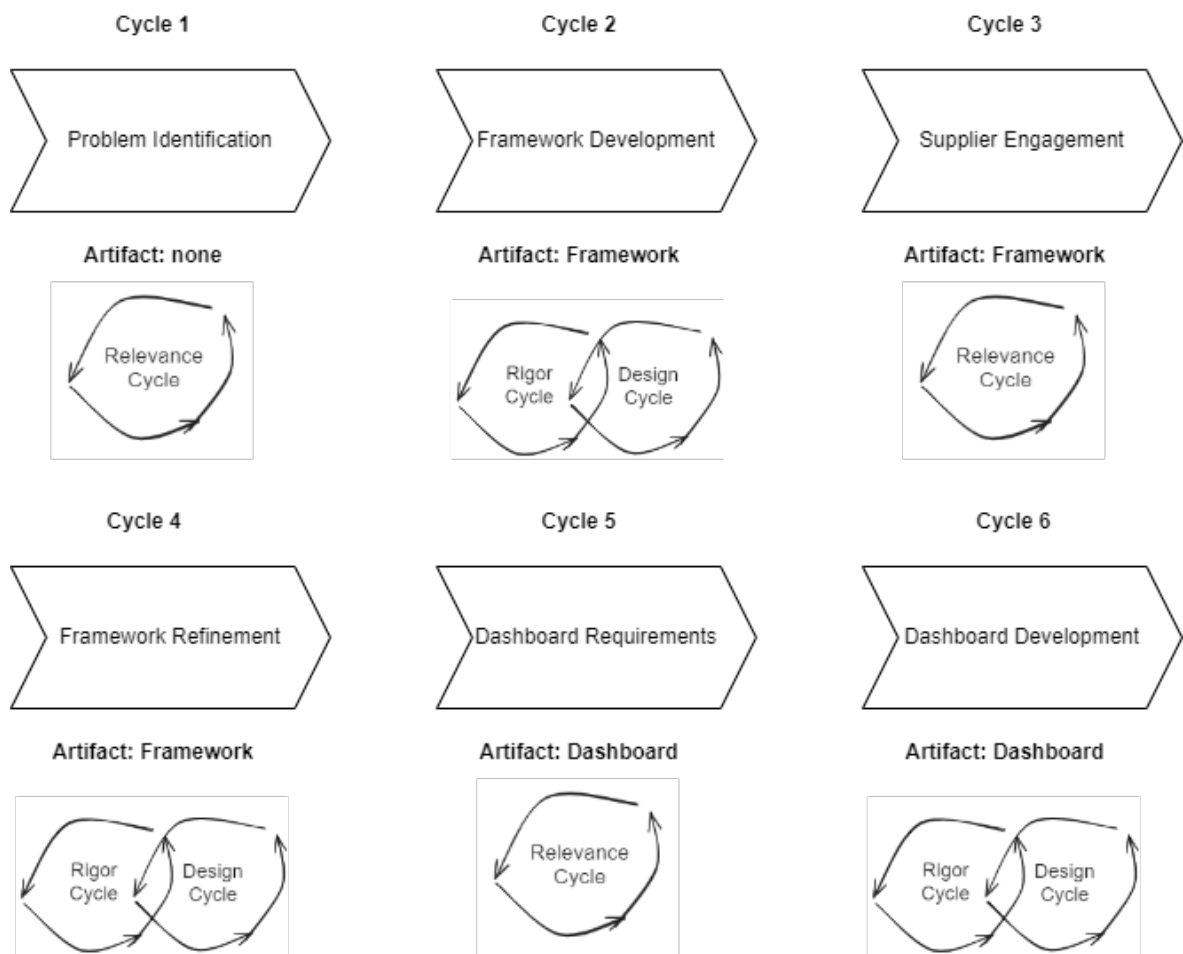 Cycle 1
Cycle 2
Cycle 3
Problem Identification
Framework Development
Supplier Engagement
Artifact: none
Artifact: Framework
Artifact: Framework
Relevance
Cycle
RIgor
Cycle
Design
Cycle
Relevance
Cycle
Cycle 4
Cycle 5
Cycle 6
Framework Refinement
Dashboard Requirements
Dashboard Development
Artifact: Framework
Artifact: Dashboard
Artifact: Dashboard
RIgor
Cycle
Design
Cycle
Relevance
Cycle
RIgor
Cycle
Design
Cycle